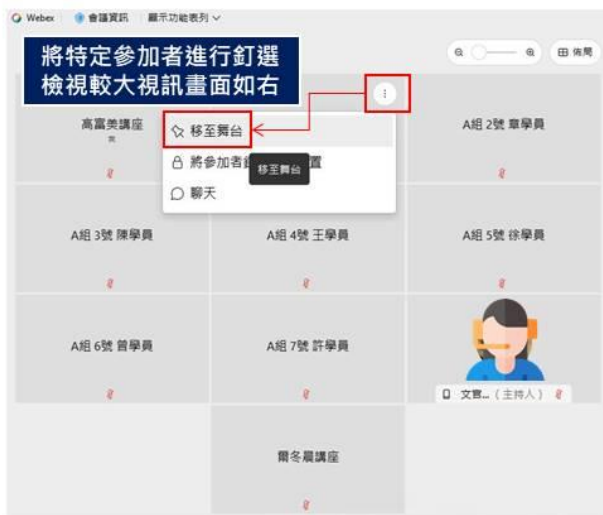 Webex 會議資訊 顯示功能表列
將特定參加者進行釘選
檢視較大視訊畫面如右
佈局
高富美講座
我
移至舞台
A組 2號 章學員
將參加者 置
移至舞台
聊天
A組 3號 陳學員
A組 4號 王學員
A組 5號 徐學員
A組 6號 曾學員
A組 7號 許學員
文官...（主持人）
爾冬晨講座